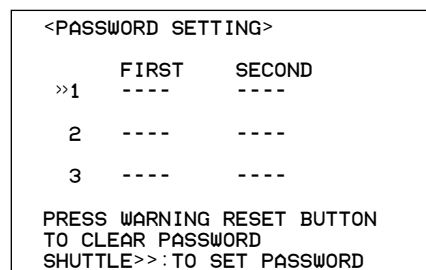 <PASSWORD SETTING>
FIRST SECOND
»1 ---- ----
2 ---- ----
3 ---- ----
PRESS WARNING RESET BUTTON
TO CLEAR PASSWORD
SHUTTLE>>:TO SET PASSWORD